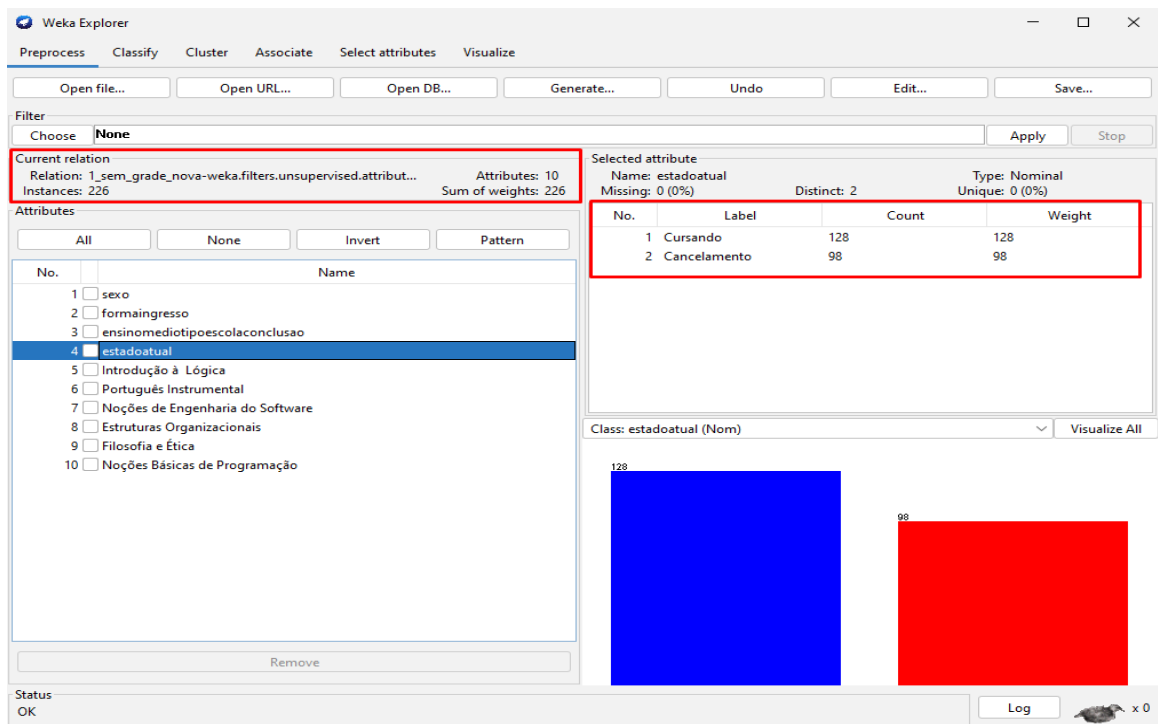 Weka Explorer
Preprocess Classify Cluster Associate Select attributes Visualize
Open file... Open URL... Open DB... Generate... Undo Edit... Save...
Filter
Choose None Apply Stop
Current relation
Relation: 1_sem_grade_nova-weka.filters.unsupervised.attribut... Attributes: 10
Instances: 226 Sum of weights: 226
Attributes
All None Invert Pattern
No. Name
1 sexo
2 formaingresso
3 ensinomediotipoescolaconclusao
4 estadoatual
5 Introdução à Lógica
6 Português Instrumental
7 Noções de Engenharia do Software
8 Estruturas Organizacionais
9 Filosofia e Ética
10 Noções Básicas de Programação
Remove
Selected attribute
Name: estadoatual Type: Nominal
Missing: 0 (0%) Distinct: 2 Unique: 0 (0%)
No. Label Count Weight
1 Cursando 128 128
2 Cancelamento 98 98
Class: estadoatual (Nom) Visualize All
128
98
Status
OK
Log x 0